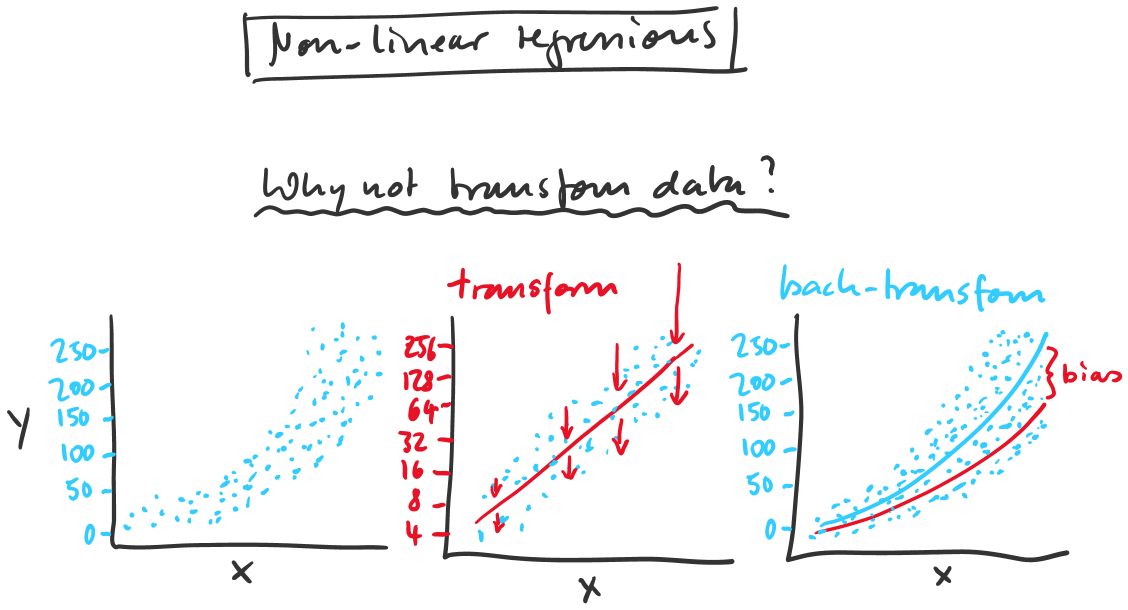 Non-linear regressions
Why not transform data?
transform
back-transform
250
200
150
100
50
0
Y
X
256
128
64
32
16
8
4
X
250
200
150
100
50
0
bias
X